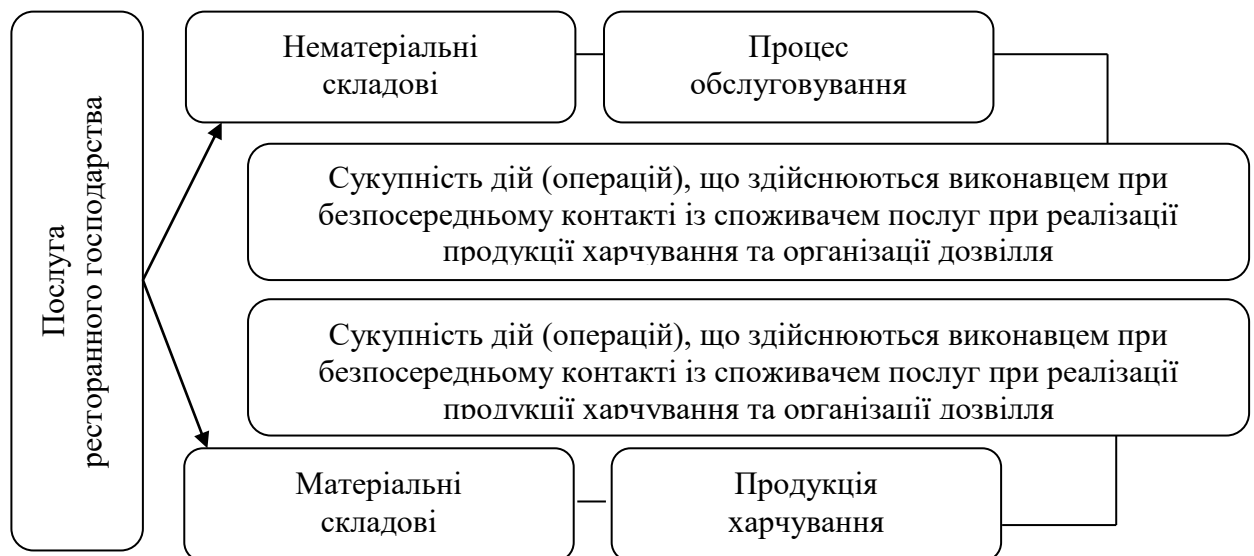 Послуга
ресторанного господарства
Нематеріальні
складові
Процес
обслуговування
Сукупність дій (операцій), що здійснюються виконавцем при
безпосередньому контакті із споживачем послуг при реалізації
продукції харчування та організації дозвілля
Сукупність дій (операцій), що здійснюються виконавцем при
безпосередньому контакті із споживачем послуг при реалізації
продукції харчування та організації дозвілля
Матеріальні
складові
Продукція
харчування